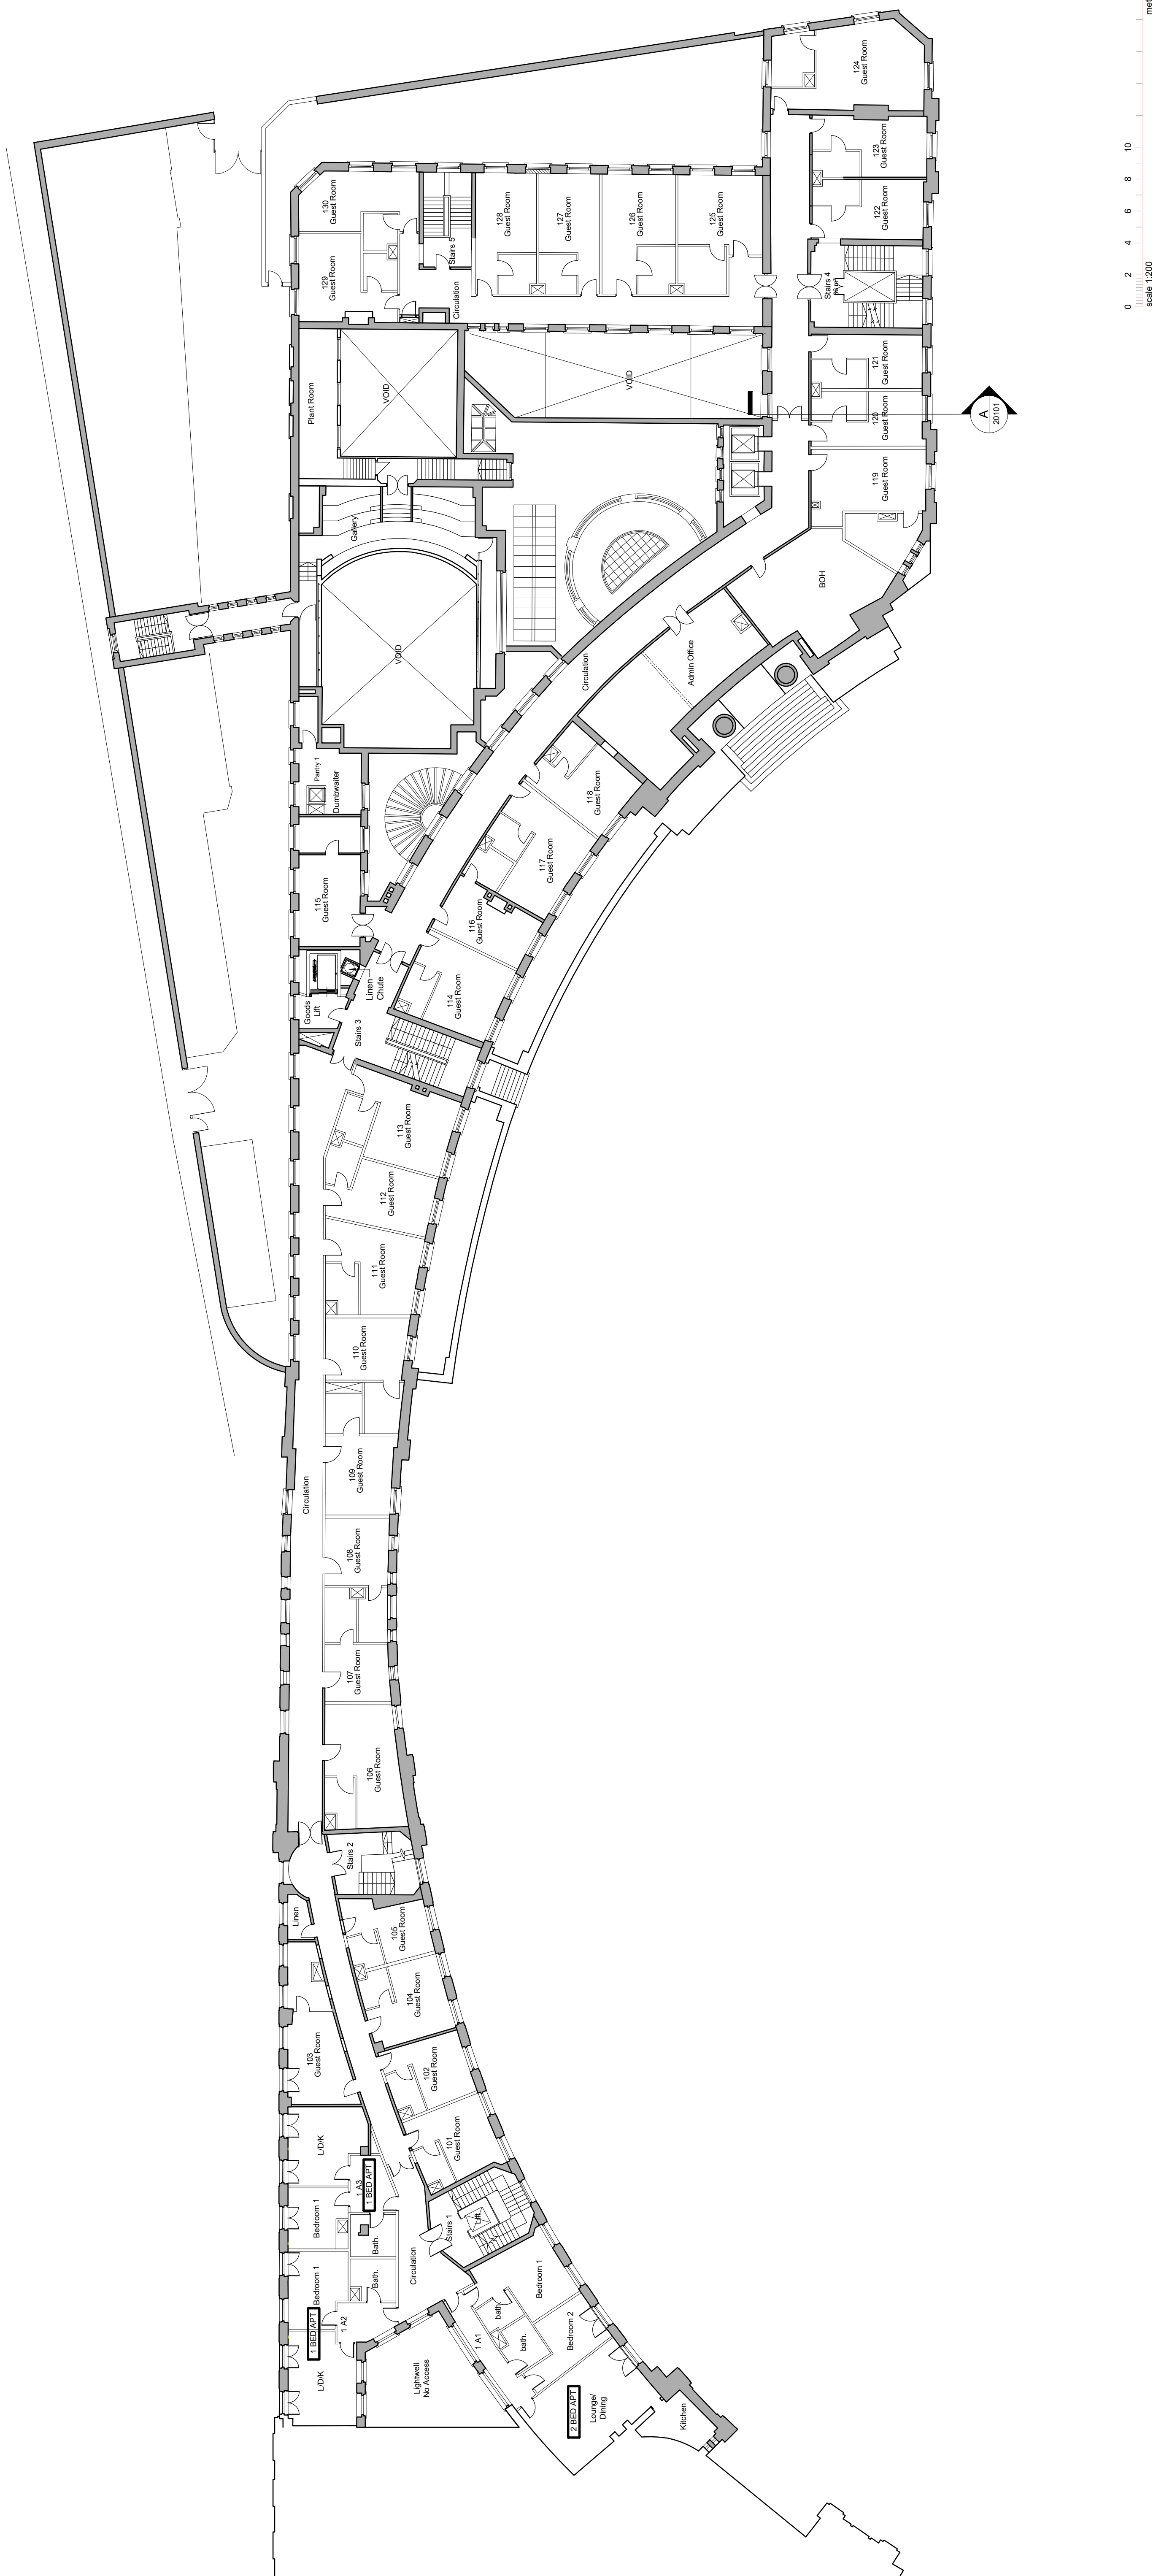 124
Guest Room
123
Guest Room
122
Guest Room
130
Guest Room
129
Guest Room
Stairs 5
128
Guest Room
127
Guest Room
126
Guest Room
125
Guest Room
Circulation
Stairs 4
Plant Room
VOID
VOID
121
Guest Room
120
Guest Room
119
Guest Room
A
20101
0
2
4
6
8
10
met
scale 1:200
Gallery
VOID
BOH
Admin Office
Circulation
Pantry 1
Dumbwaiter
118
Guest Room
117
Guest Room
116
Guest Room
115
Guest Room
114
Guest Room
Goods
Lift
Linen
Chute
Stairs 3
113
Guest Room
112
Guest Room
111
Guest Room
110
Guest Room
109
Guest Room
Circulation
108
Guest Room
107
Guest Room
106
Guest Room
Stairs 2
Linen
105
Guest Room
104
Guest Room
103
Guest Room
102
Guest Room
101
Guest Room
L/D/K
1 A3
1 BED APT
Bedroom 1
Bath.
Stairs 1
Lift
Circulation
Bath.
Bedroom 1
1 BED APT
1 A2
L/D/K
Lightwell
No Access
1 A1
bath.
bath.
Bedroom 1
Bedroom 2
2 BED APT
Lounge/
Dining
Kitchen